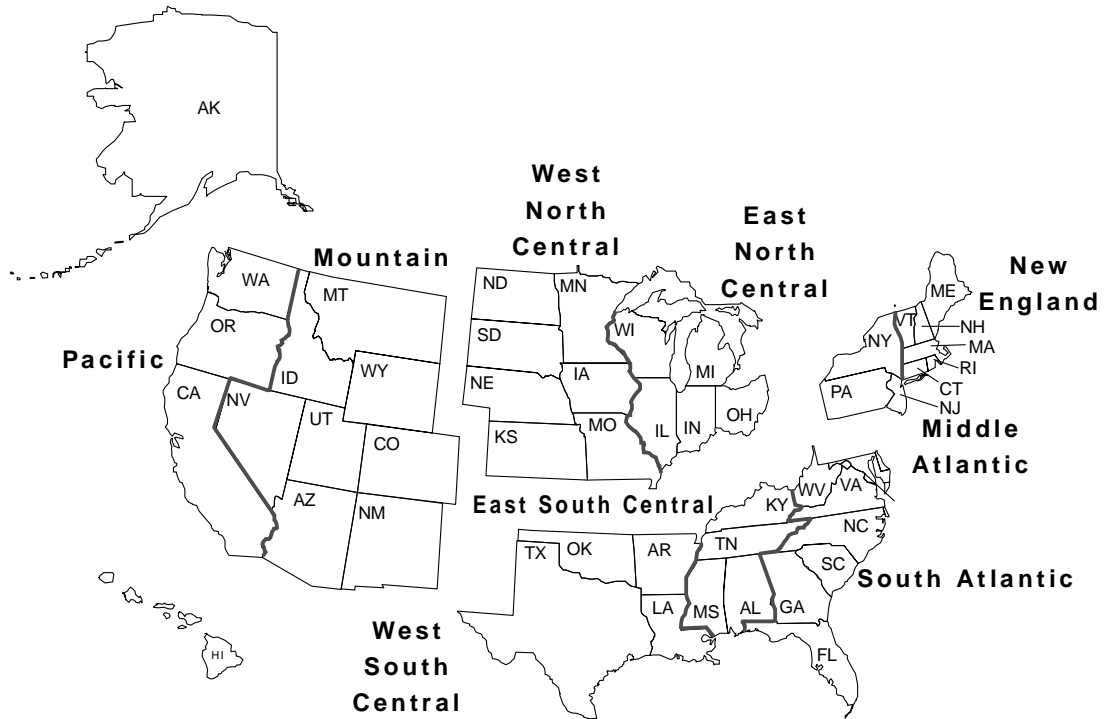 AK
West
North
Central
East
North
Central
Mountain
New
England
Pacific
Middle
Atlantic
East South Central
South Atlantic
West
South
Central
WA
OR
CA
NV
ID
MT
WY
UT
CO
AZ
NM
HI
ND
SD
NE
KS
MN
IA
MO
WI
MI
IL
IN
OH
NY
PA
VT
ME
NH
MA
RI
CT
NJ
TX
OK
AR
LA
KY
TN
MS
AL
WV
VA
NC
SC
GA
FL